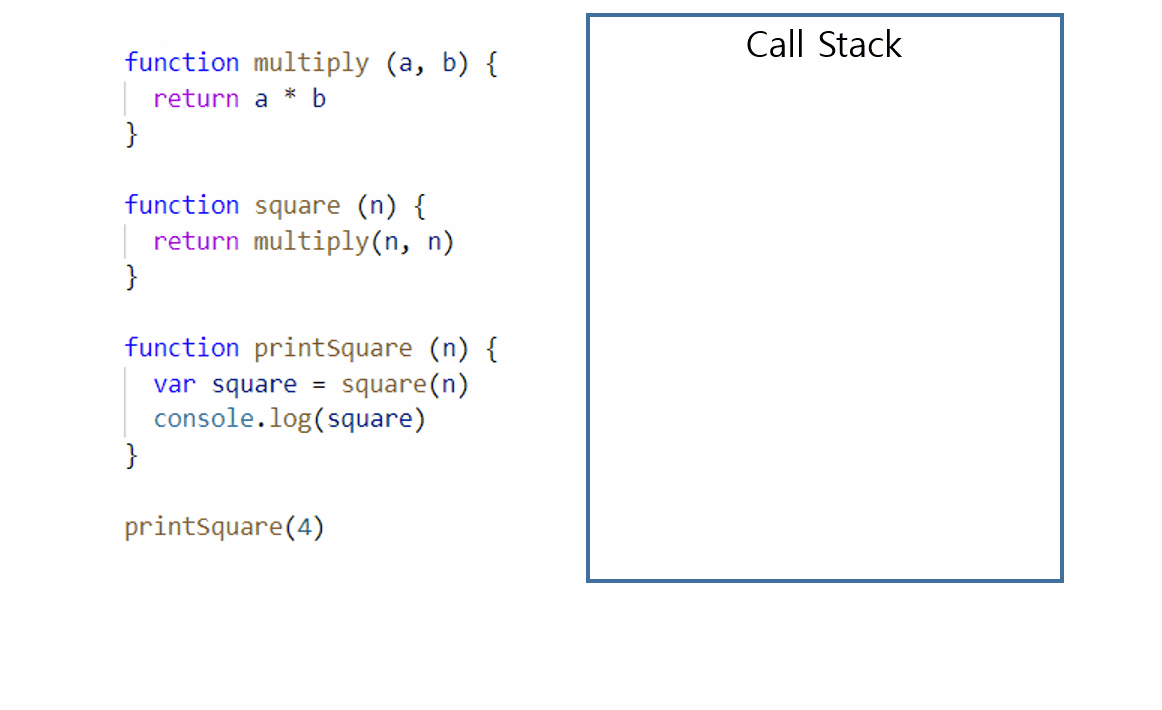 function multiply (a, b) {
  return a * b
}
function square (n) {
  return multiply(n, n)
}
function printSquare (n) {
  var square = square(n)
  console.log(square)
}
printSquare(4)
Call Stack